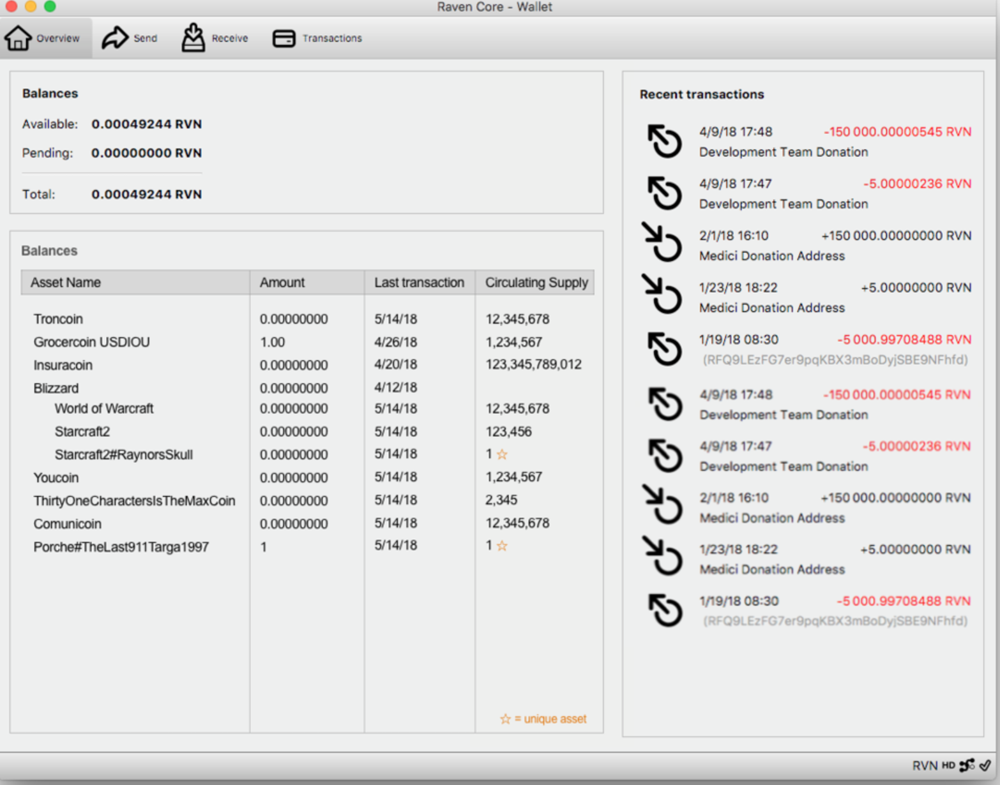 Raven Core - Wallet
Overview Send Receive Transactions
Balances
Available: 0.00049244 RVN
Pending: 0.00000000 RVN
Total: 0.00049244 RVN
Balances
Asset Name Amount Last transaction Circulating Supply
Troncoin 0.00000000 5/14/18 12,345,678
Grocercoin USDIOU 1.00 4/26/18 1,234,567
Insuracoin 0.00000000 4/20/18 123,345,789,012
Blizzard 0.00000000 4/12/18
World of Warcraft 0.00000000 5/14/18 12,345,678
Starcraft2 0.00000000 5/14/18 123,456
Starcraft2#RaynorsSkull 0.00000000 5/14/18 1 ☆
Youcoin 0.00000000 5/14/18 1,234,567
ThirtyOneCharactersIsTheMaxCoin 0.00000000 5/14/18 2,345
Comunicoin 0.00000000 5/14/18 12,345,678
Porche#TheLast911Targa1997 1 5/14/18 1 ☆
☆ = unique asset
Recent transactions
4/9/18 17:48 -150 000.00000545 RVN
Development Team Donation
4/9/18 17:47 -5.00000236 RVN
Development Team Donation
2/1/18 16:10 +150 000.00000000 RVN
Medici Donation Address
1/23/18 18:22 +5.00000000 RVN
Medici Donation Address
1/19/18 08:30 -5 000.99708488 RVN
(RFQ9LEzFG7er9pqKBX3mBoDyjSBE9NFhfd)
4/9/18 17:48 -150 000.00000545 RVN
Development Team Donation
4/9/18 17:47 -5.00000236 RVN
Development Team Donation
2/1/18 16:10 +150 000.00000000 RVN
Medici Donation Address
1/23/18 18:22 +5.00000000 RVN
Medici Donation Address
1/19/18 08:30 -5 000.99708488 RVN
(RFQ9LEzFG7er9pqKBX3mBoDyjSBE9NFhfd)
RVN HD